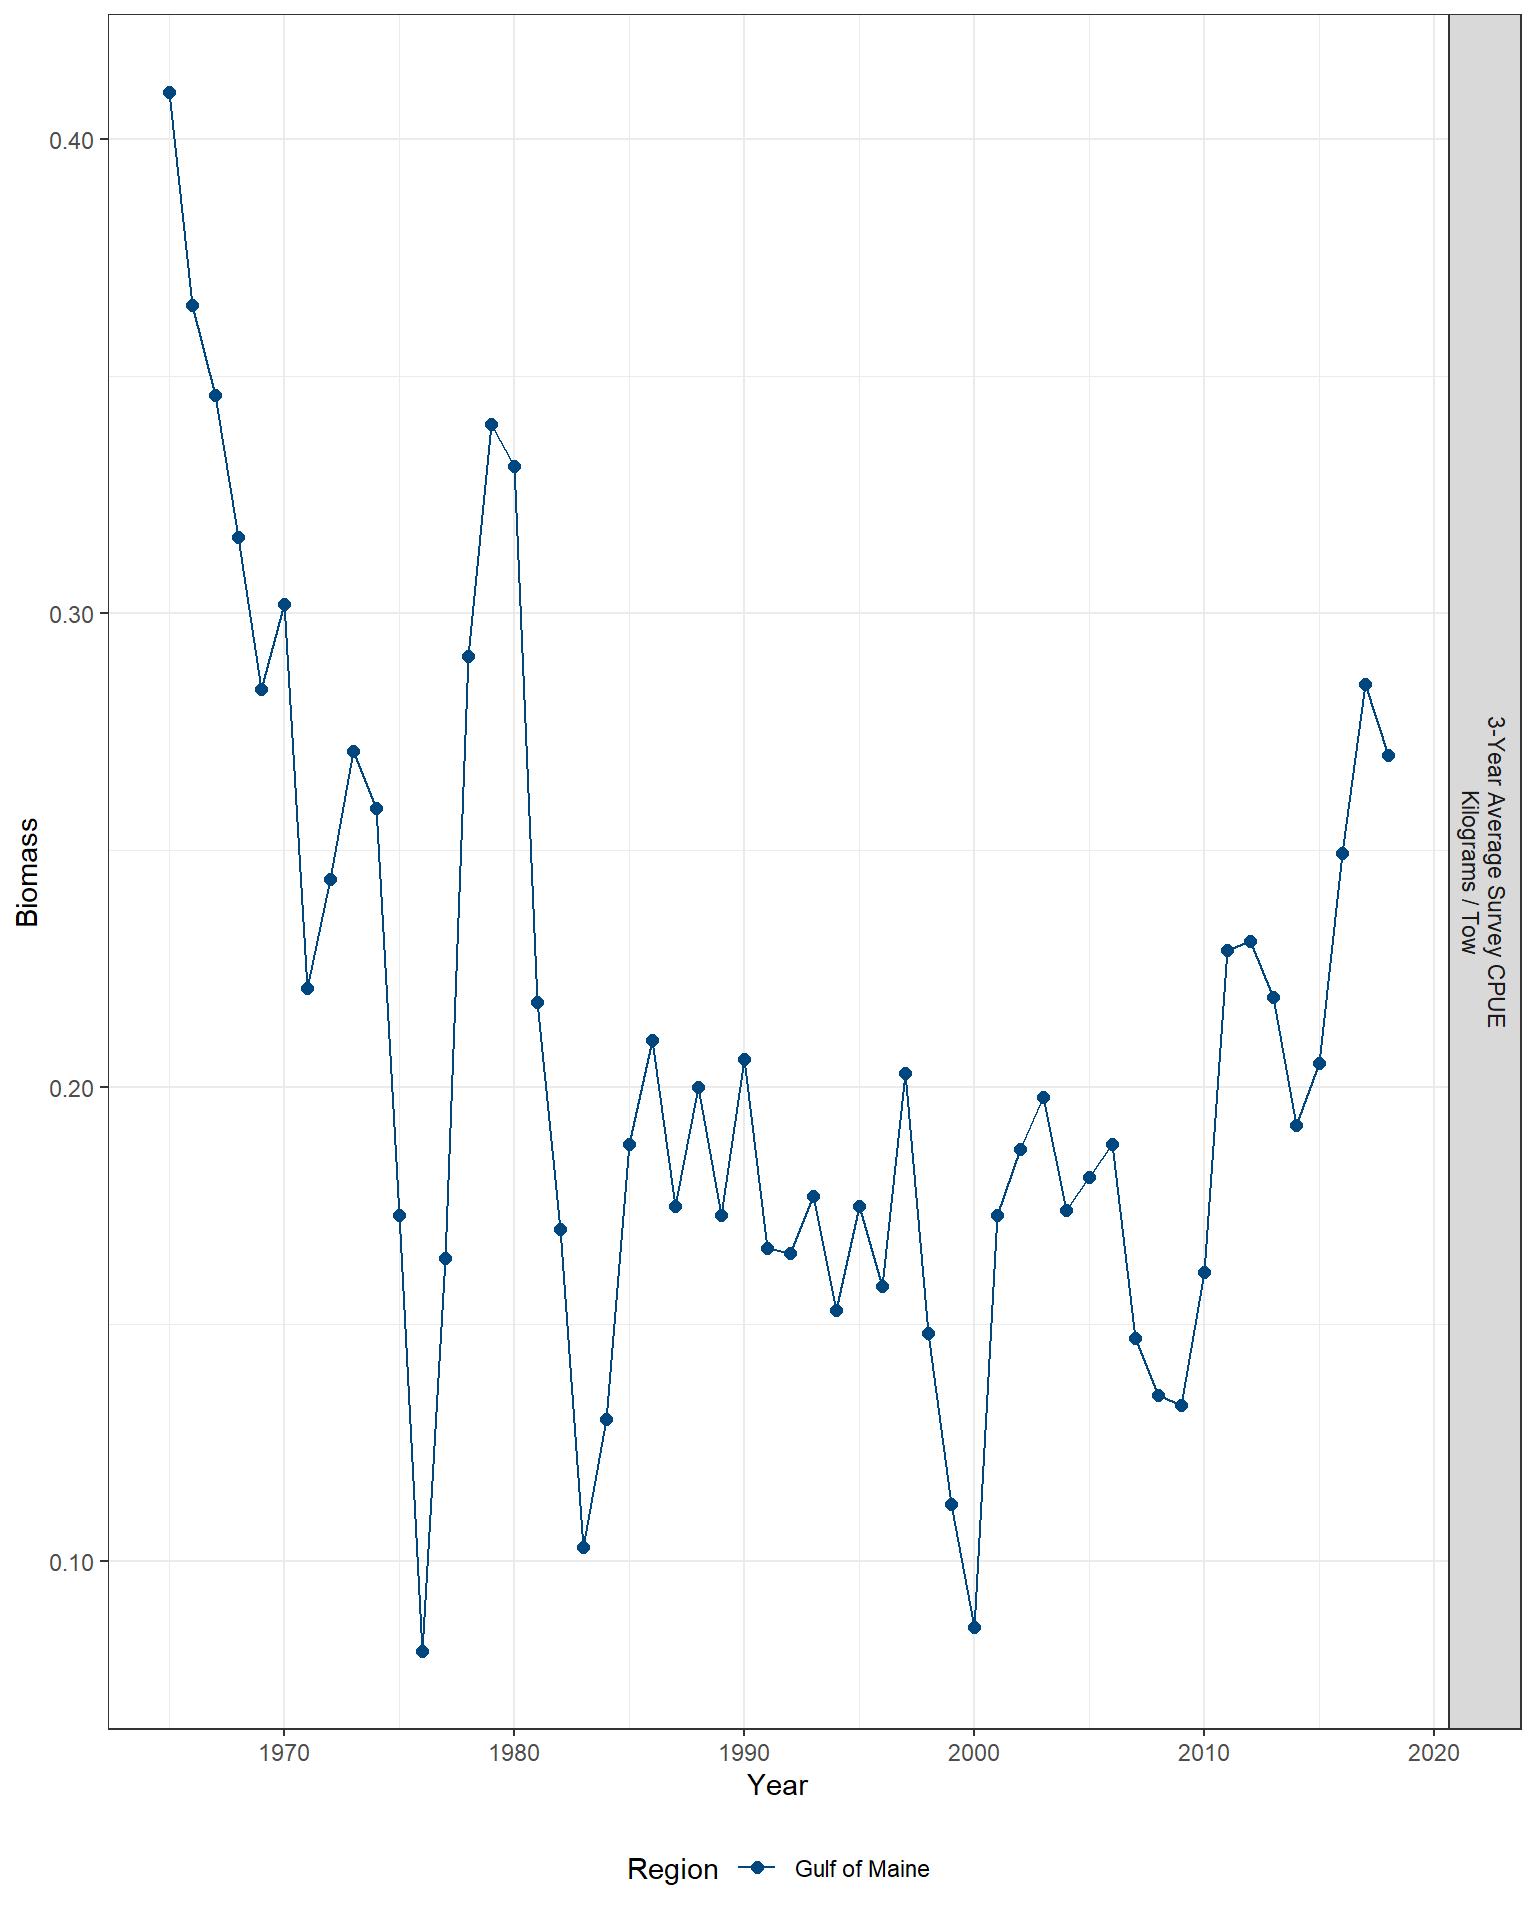 0.40
0.30
0.20
0.10
Biomass
1970 1980 1990 2000 2010 2020
Year
3-Year Average Survey CPUE
Kilograms / Tow
Region Gulf of Maine